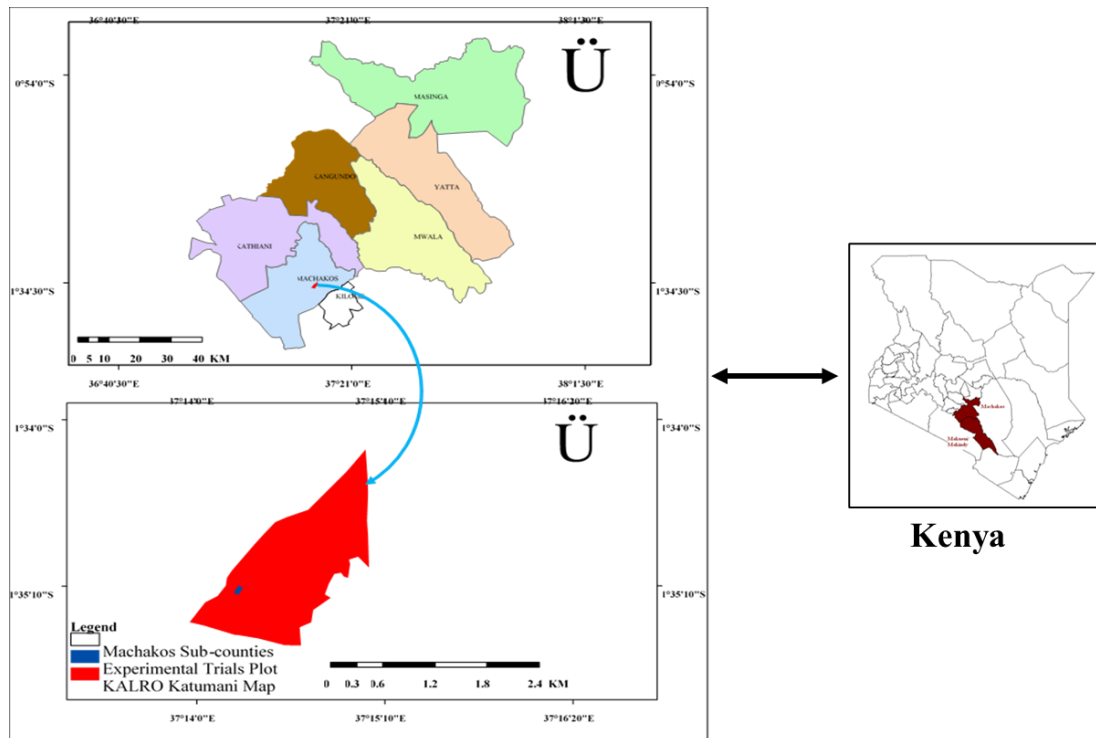 36°40'30"E 37°21'0"E 38°1'30"E
Ü
0°54'0"S 0°54'0"S
MASINGA
KANGUNDO
YATTA
MWALA
KATHIANI
MACHAKOS
1°34'30"S 1°34'30"S
0 5 10 20 30 40 KM
36°40'30"E 37°21'0"E 38°1'30"E
37°14'0"E 37°15'10"E 37°16'20"E
1°34'0"S 1°34'0"S
Ü
1°35'10"S 1°35'10"S
Legend
Machakos Sub-counties
Experimental Trials Plot
KALRO Katumani Map
0 0.3 0.6 1.2 1.8 2.4 KM
37°14'0"E 37°15'10"E 37°16'20"E
Machakos
Kenya